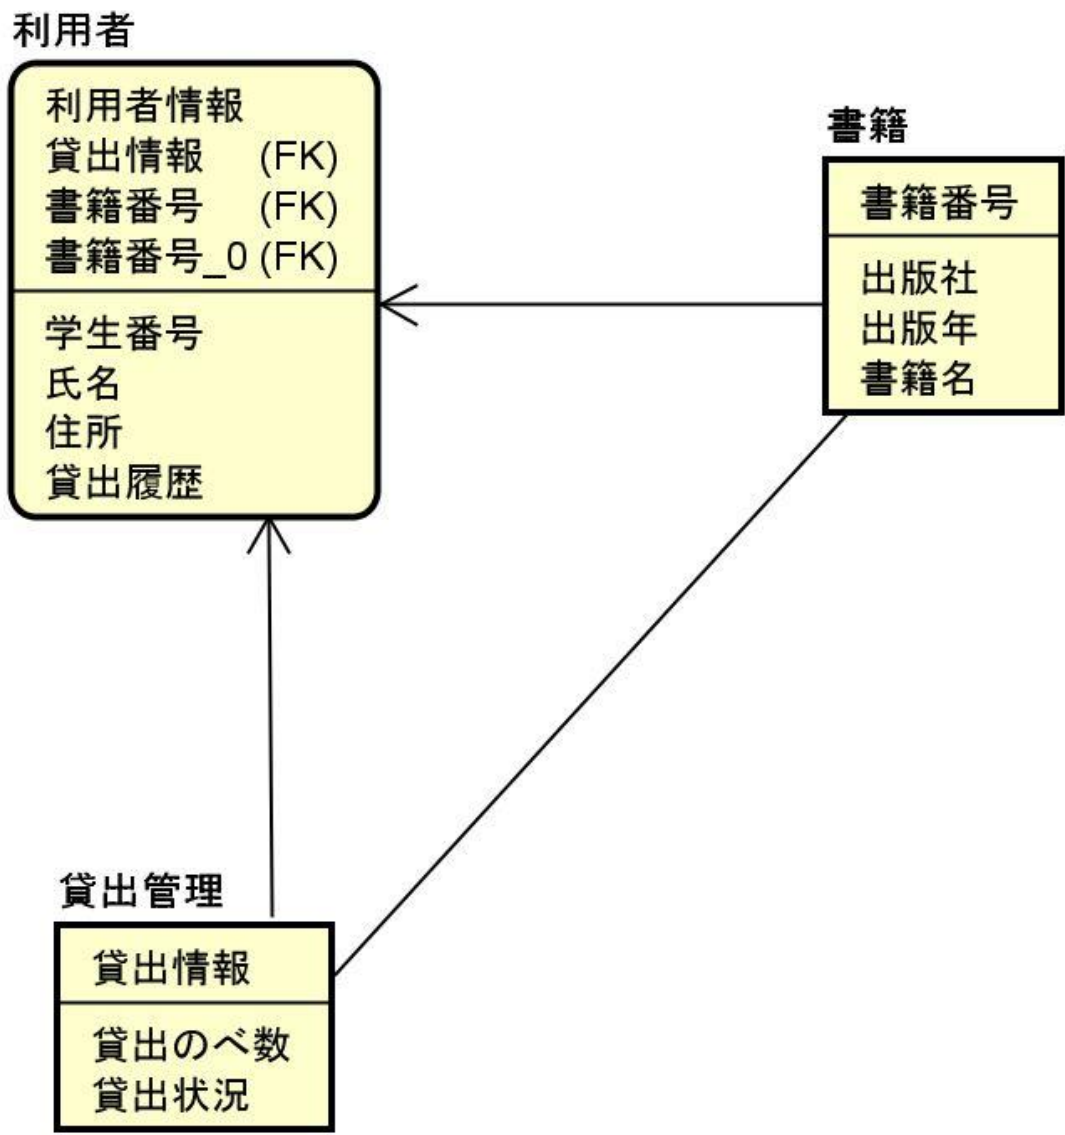 利用者
利用者情報
貸出情報 (FK)
書籍番号 (FK)
書籍番号_0 (FK)
学生番号
氏名
住所
貸出履歴
書籍
書籍番号
出版社
出版年
書籍名
貸出管理
貸出情報
貸出のべ数
貸出状況